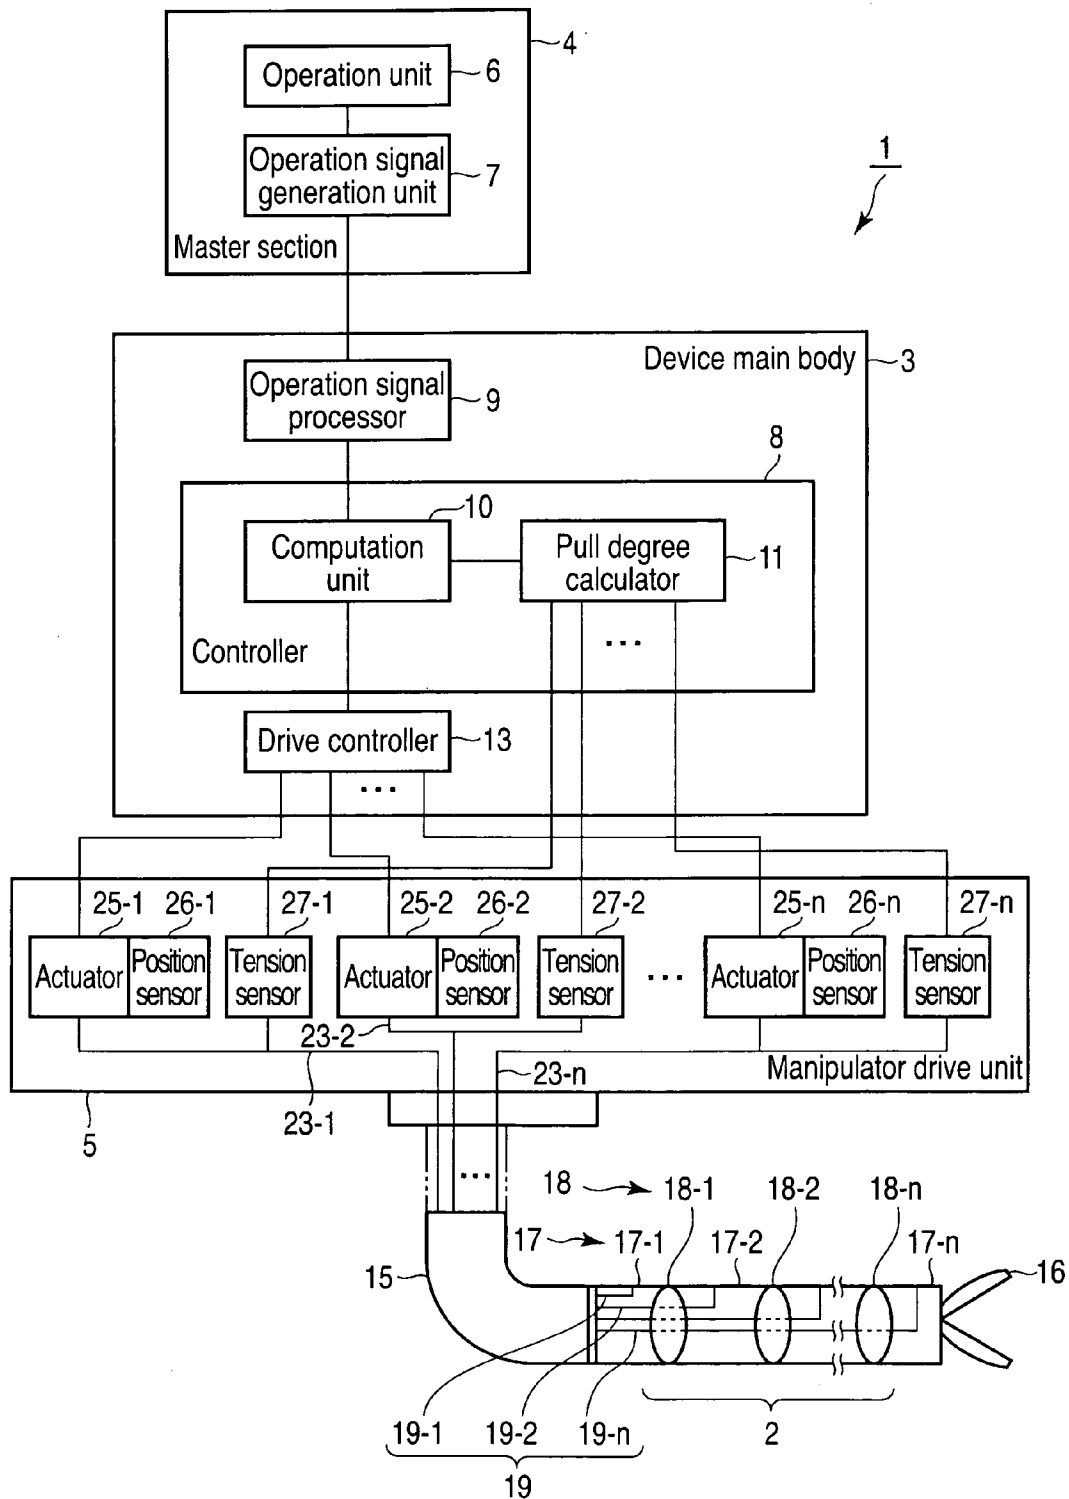 4
Operation unit
6
1
Operation signal
generation unit
7
Master section
Device main body
3
Operation signal
processor
9
8
10
Computation
unit
Pull degree
calculator
11
...
Controller
Drive controller
13
...
25-1
26-1
27-1
25-2
26-2
27-2
25-n
26-n
27-n
Actuator
Position
sensor
Tension
sensor
Actuator
Position
sensor
Tension
sensor
...
Actuator
Position
sensor
Tension
sensor
23-2
23-n
Manipulator drive unit
5
23-1
...
18
18-1
18-2
18-n
17
17-1
17-2
17-n
15
16
19-1
19-2
19-n
2
19